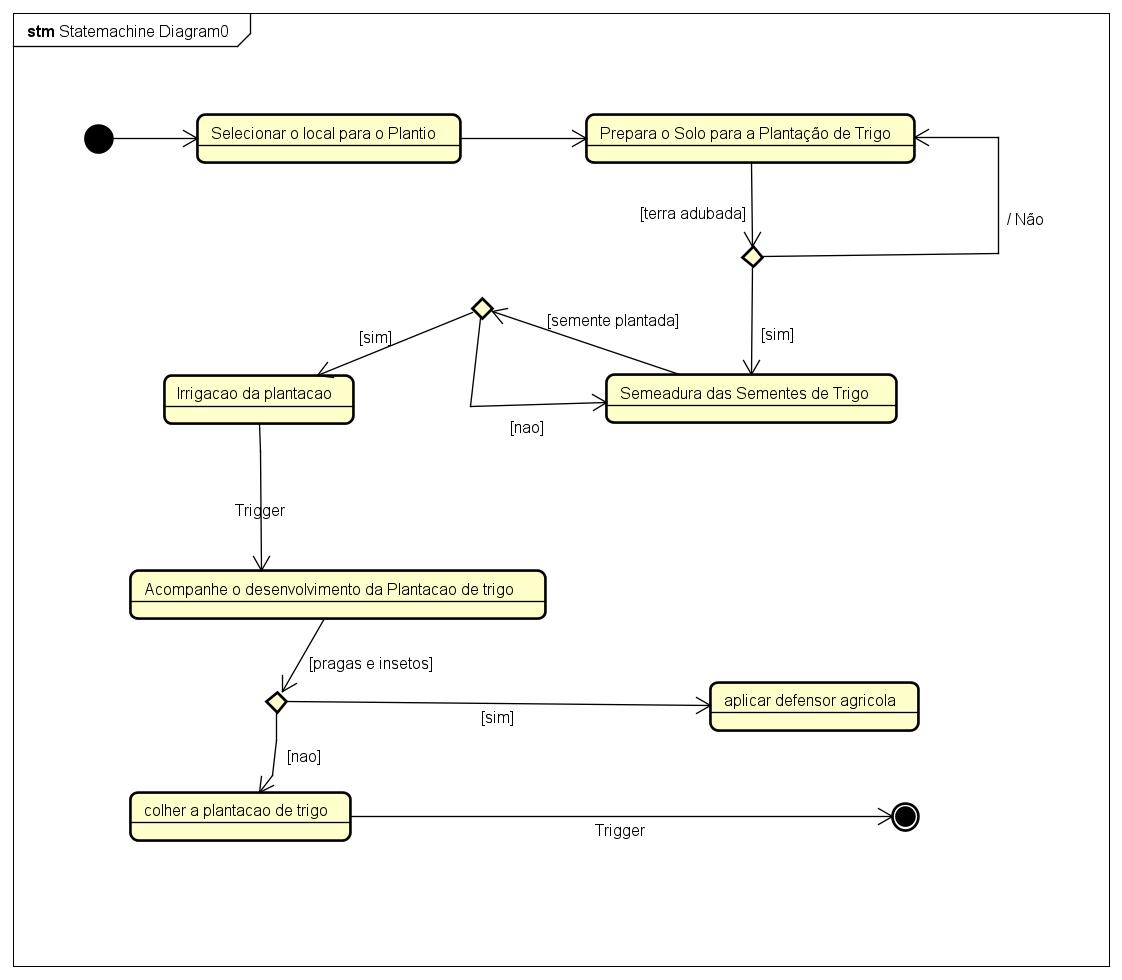 stm Statemachine Diagram0
Selecionar o local para o Plantio
Prepara o Solo para a Plantação de Trigo
[terra adubada]
/ Não
[semente plantada]
[sim]
[sim]
Irrigacao da plantacao
Semeadura das Sementes de Trigo
[nao]
Trigger
Acompanhe o desenvolvimento da Plantacao de trigo
[pragas e insetos]
aplicar defensor agricola
[sim]
[nao]
colher a plantacao de trigo
Trigger